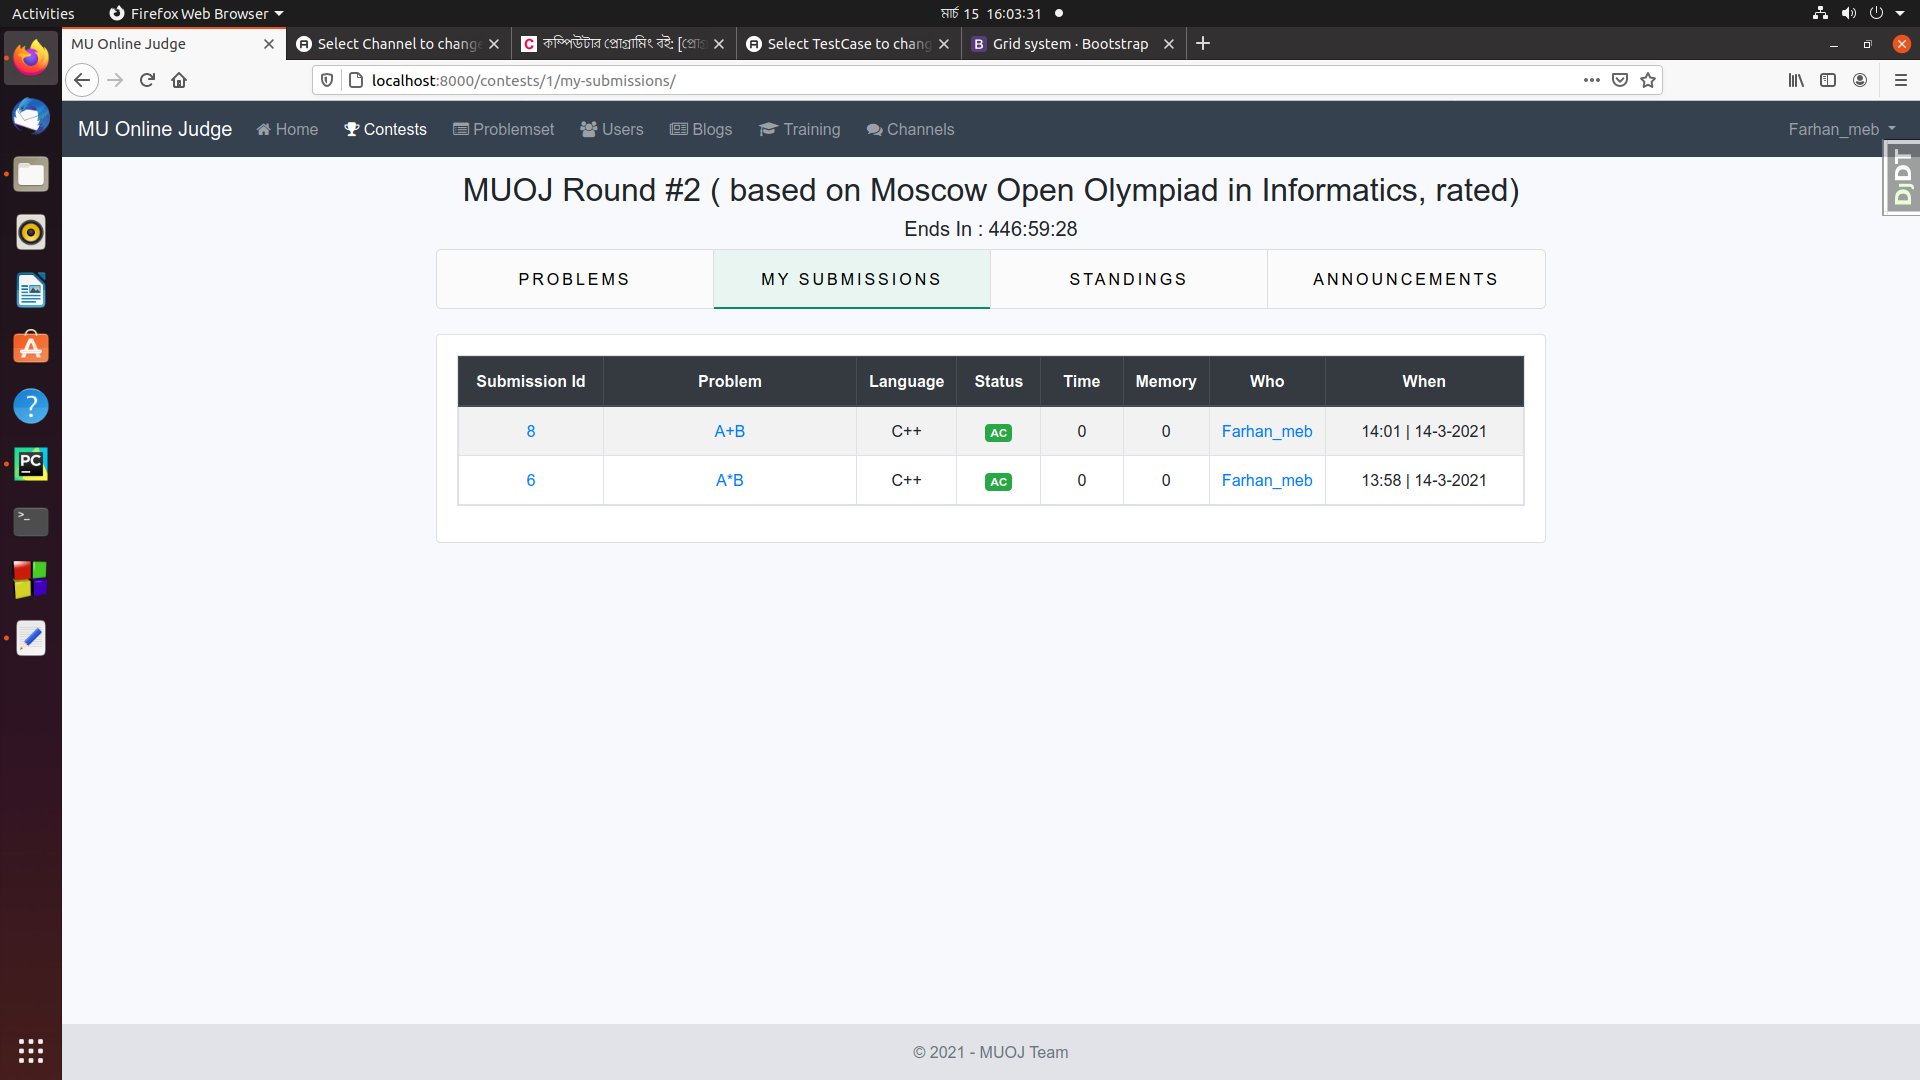 Activities
Firefox Web Browser
মার্চ 15 16:03:31
MU Online Judge
Select Channel to change
C
কম্পিউটার প্রোগ্রামিং বই:
Select TestCase to chang
B
Grid system · Bootstrap
localhost:8000/contests/1/my-submissions/
MU Online Judge
Home
Contests
Problemset
Users
Blogs
Training
Channels
Farhan_meb
DJDT
MUOJ Round #2 ( based on Moscow Open Olympiad in Informatics, rated)
Ends In : 446:59:28
PROBLEMS
MY SUBMISSIONS
STANDINGS
ANNOUNCEMENTS
Submission Id Problem Language Status Time Memory Who When
8 A+B C++ AC 0 0 Farhan_meb 14:01 | 14-3-2021
6 A*B C++ AC 0 0 Farhan_meb 13:58 | 14-3-2021
PC
>_
© 2021 - MUOJ Team